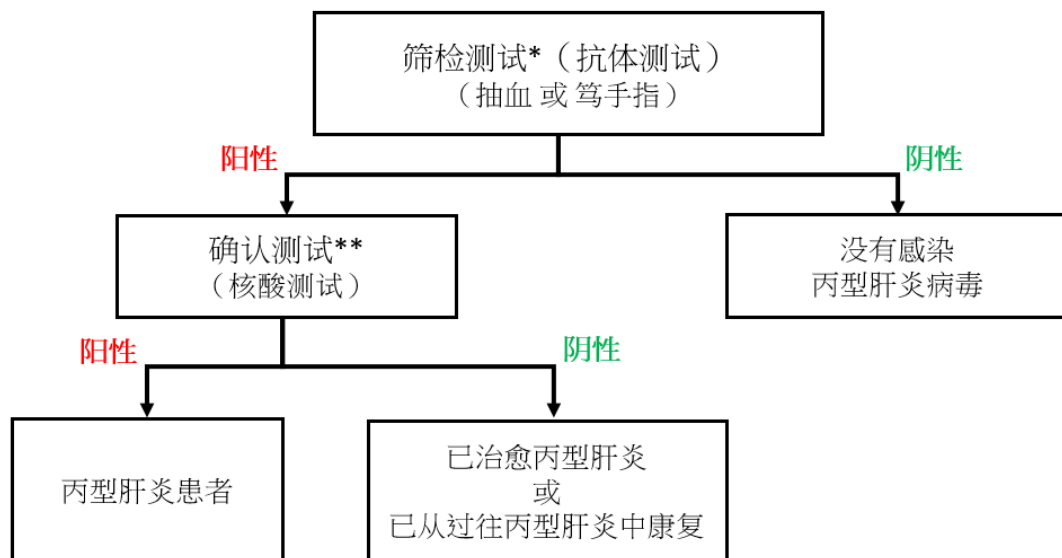 筛检测试*（抗体测试）
（抽血 或 笃手指）
阳性
阴性
确认测试**
（核酸测试）
没有感染
丙型肝炎病毒
阳性
阴性
丙型肝炎患者
已治愈丙型肝炎
或
已从过往丙型肝炎中康复